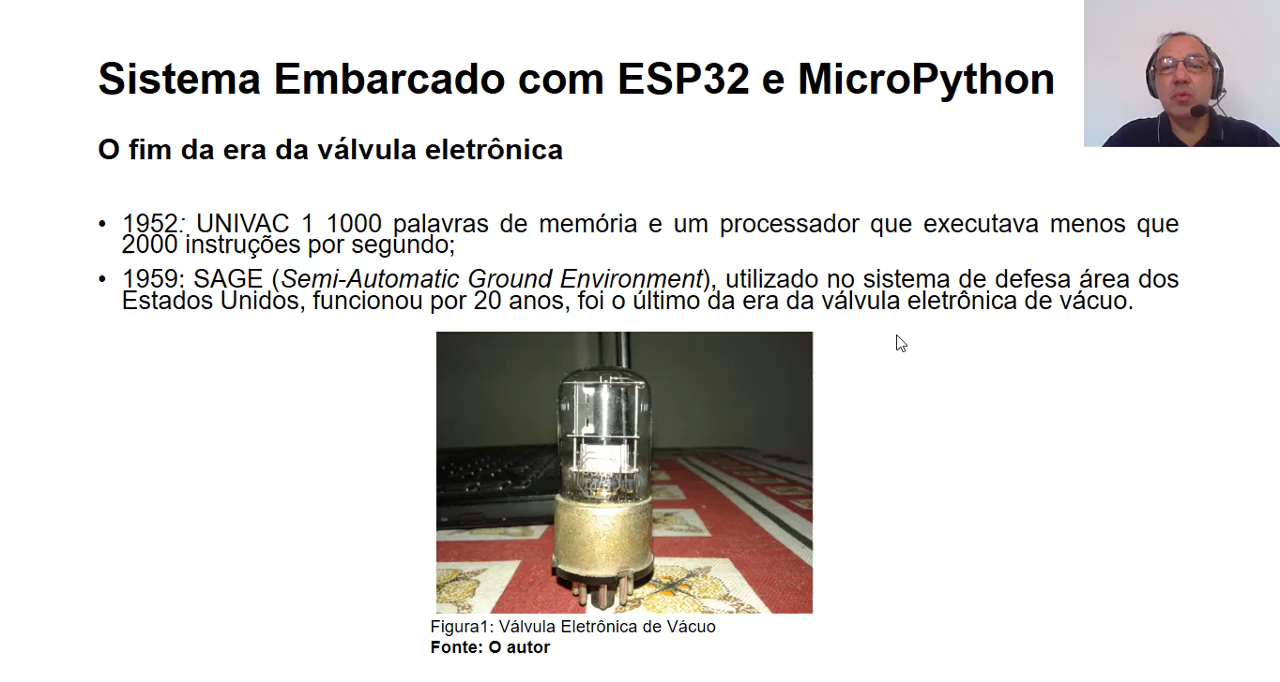 Sistema Embarcado com ESP32 e MicroPython
O fim da era da válvula eletrônica
• 1952: UNIVAC 1 1000 palavras de memória e um processador que executava menos que
2000 instruções por segundo;
• 1959: SAGE (Semi-Automatic Ground Environment), utilizado no sistema de defesa área dos
Estados Unidos, funcionou por 20 anos, foi o último da era da válvula eletrônica de vácuo.
Figura1: Válvula Eletrônica de Vácuo
Fonte: O autor